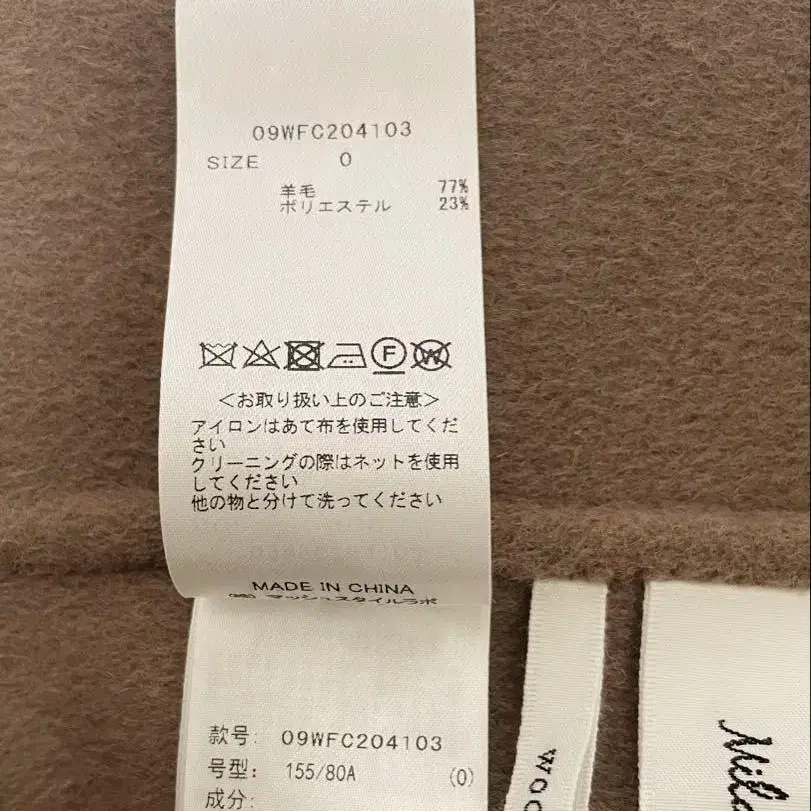 09WFC204103
SIZE 0
羊毛 77%
ポリエステル 23%
F
W
<お取り扱い上のご注意>
アイロンはあて布を使用してくだ
さい
クリーニングの際はネットを使用
してください
他の物と分けて洗ってください
MADE IN CHINA
㈱マッシュスタイルラボ
款号: 09WFC204103
号型: 155/80A (0)
成分: